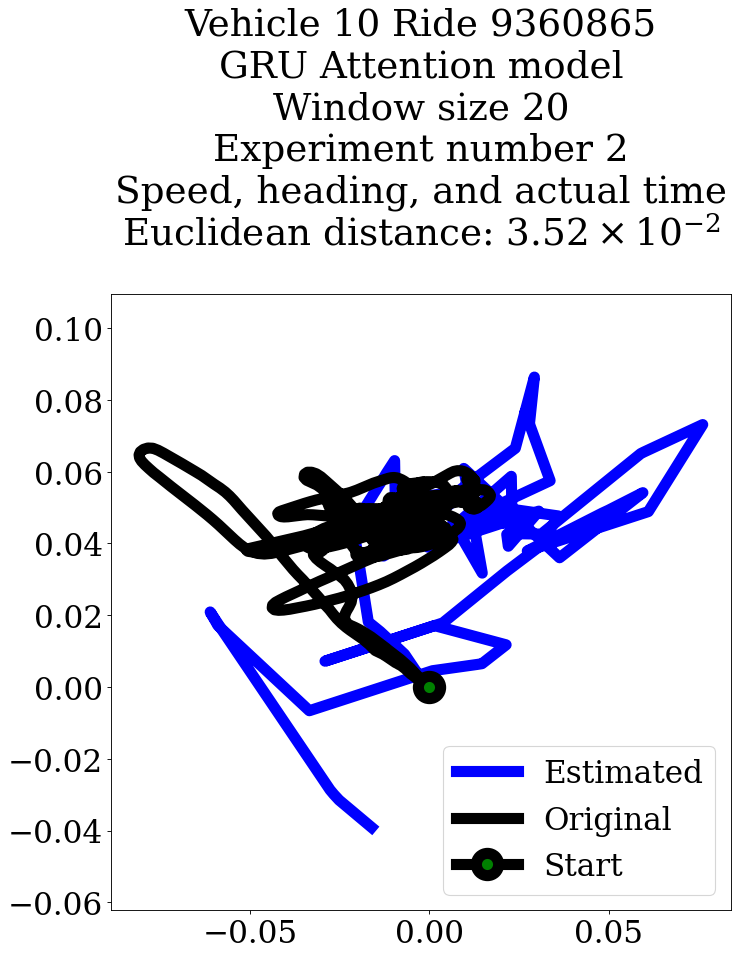 Vehicle 10 Ride 9360865
GRU Attention model
Window size 20
Experiment number 2
Speed, heading, and actual time
Euclidean distance: 3.52 × 10⁻²
0.10
0.08
0.06
0.04
0.02
0.00
−0.02
−0.04
−0.06
−0.05
0.00
0.05
Estimated
Original
Start